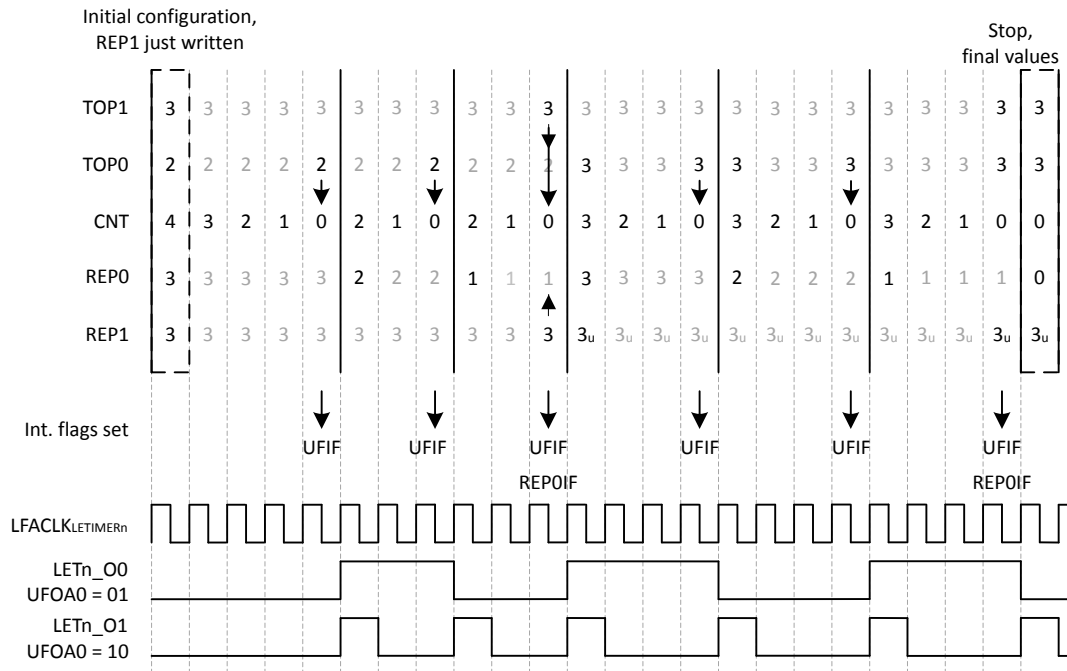 Initial configuration,
REP1 just written
Stop,
final values
TOP1 3 3 3 3 3 3 3 3 3 3 3 3 3 3 3 3 3 3 3 3 3 3 3 3
TOP0 2 2 2 2 2 2 2 2 2 2 2 3 3 3 3 3 3 3 3 3 3 3 3 3
CNT 4 3 2 1 0 2 1 0 2 1 0 3 2 1 0 3 2 1 0 3 2 1 0 0
REP0 3 3 3 3 3 2 2 2 1 1 1 3 3 3 3 2 2 2 2 1 1 1 1 0
REP1 3 3 3 3 3 3 3 3 3 3 3 3u 3u 3u 3u 3u 3u 3u 3u 3u 3u 3u 3u 3u
Int. flags set
UFIF UFIF UFIF UFIF UFIF UFIF
REP0IF REP0IF
LFACLKLETIMERn
LETn_O0
UFOA0 = 01
LETn_O1
UFOA0 = 10